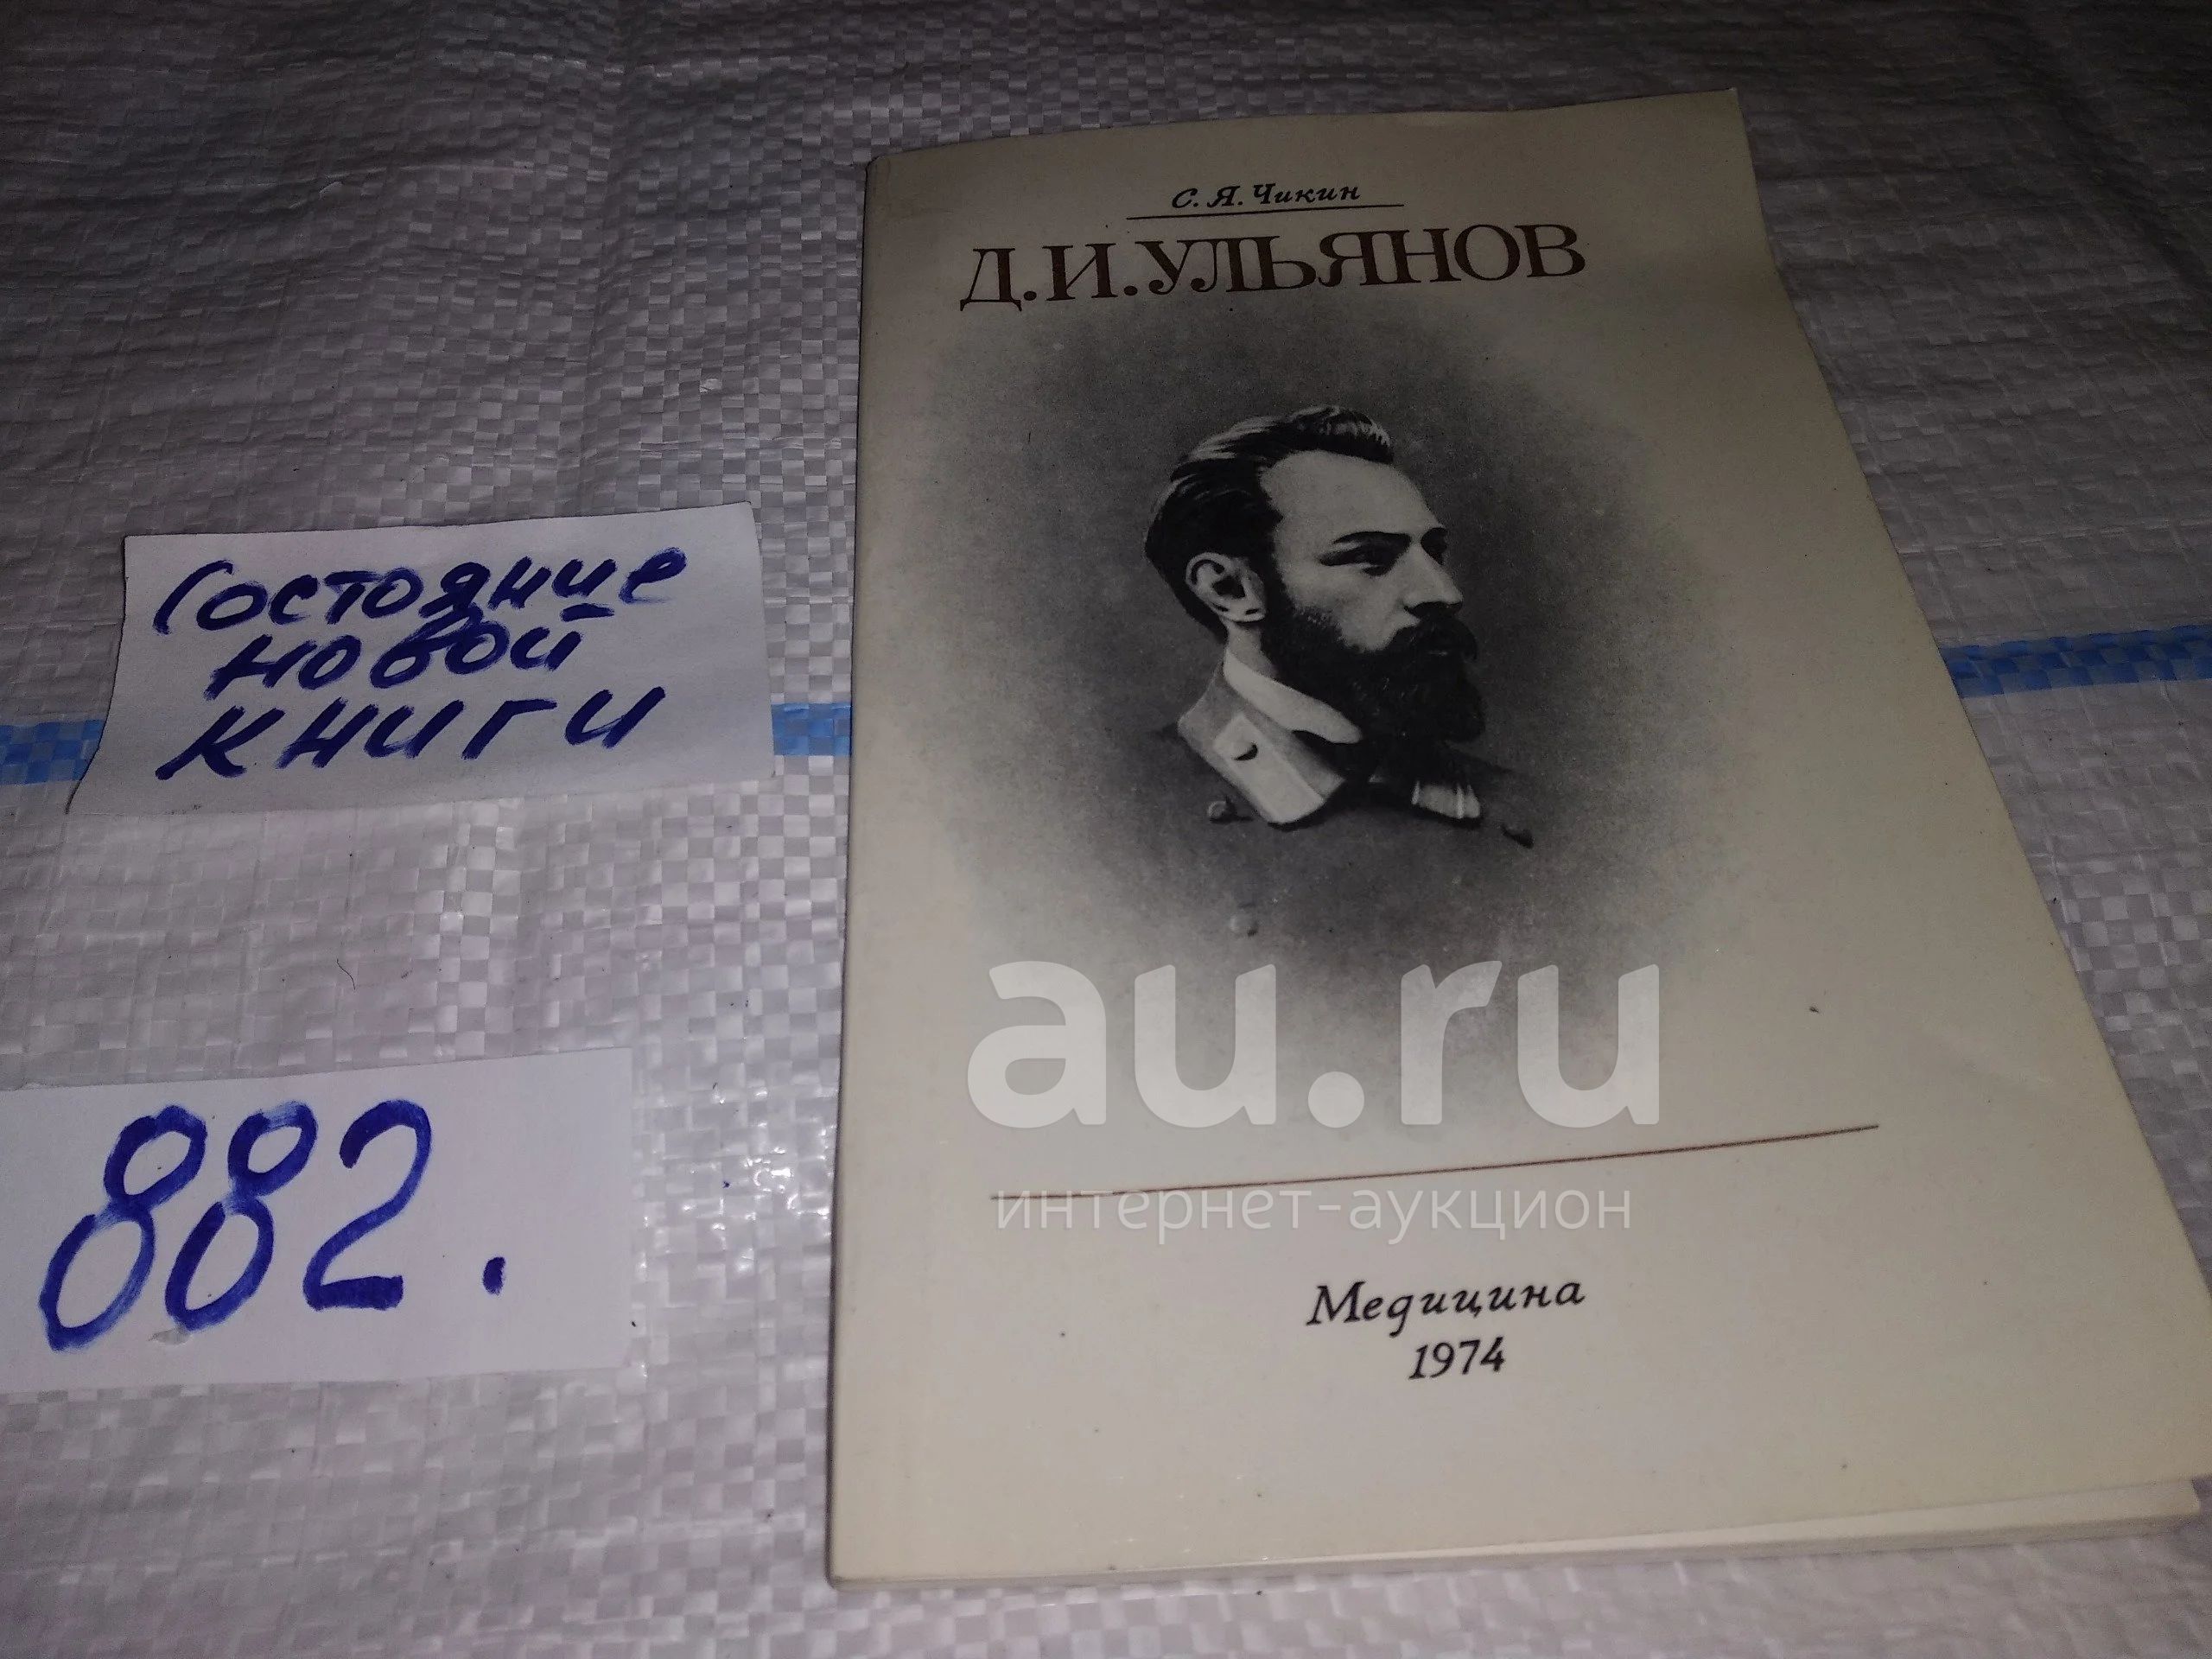 С. Я. Чикин
Д.И.УЛЬЯНОВ
Состояние
новой
книги
882.
au.ru
интернет-аукцион
Медицина
1974